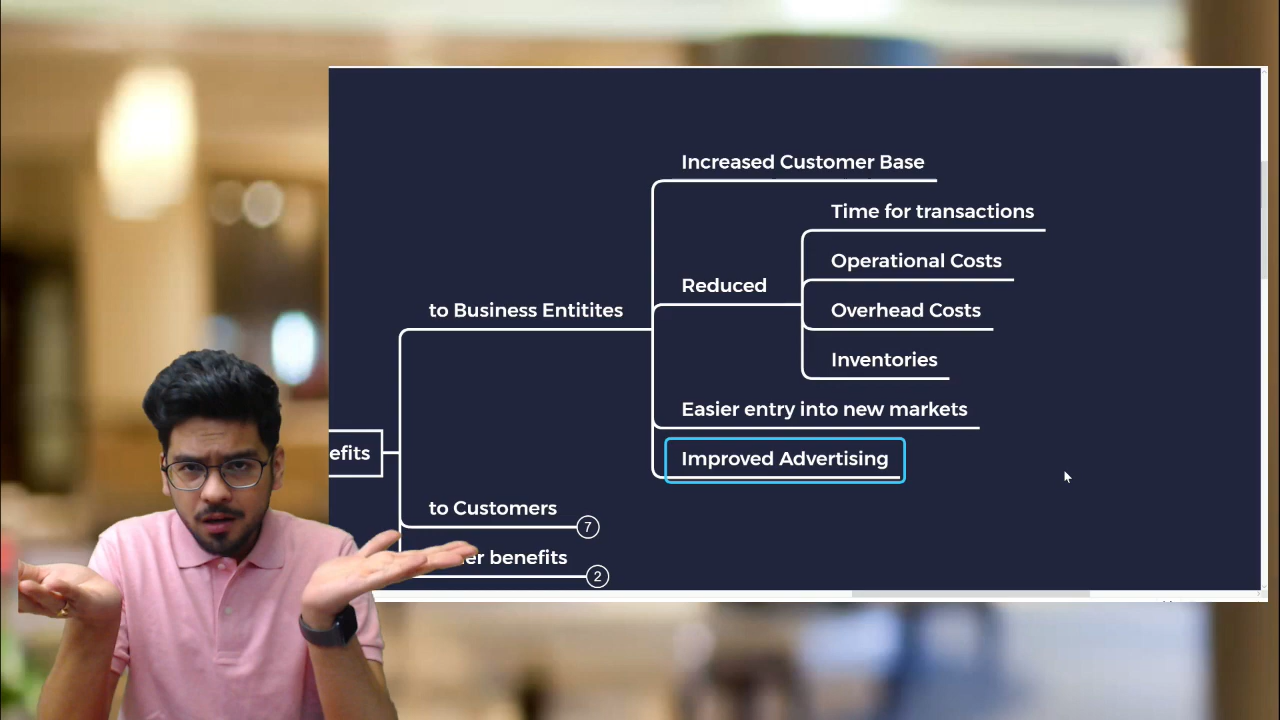 Increased Customer Base
Time for transactions
Operational Costs
Reduced
to Business Entitites
Overhead Costs
Inventories
Easier entry into new markets
efits
Improved Advertising
to Customers
7
er benefits
2